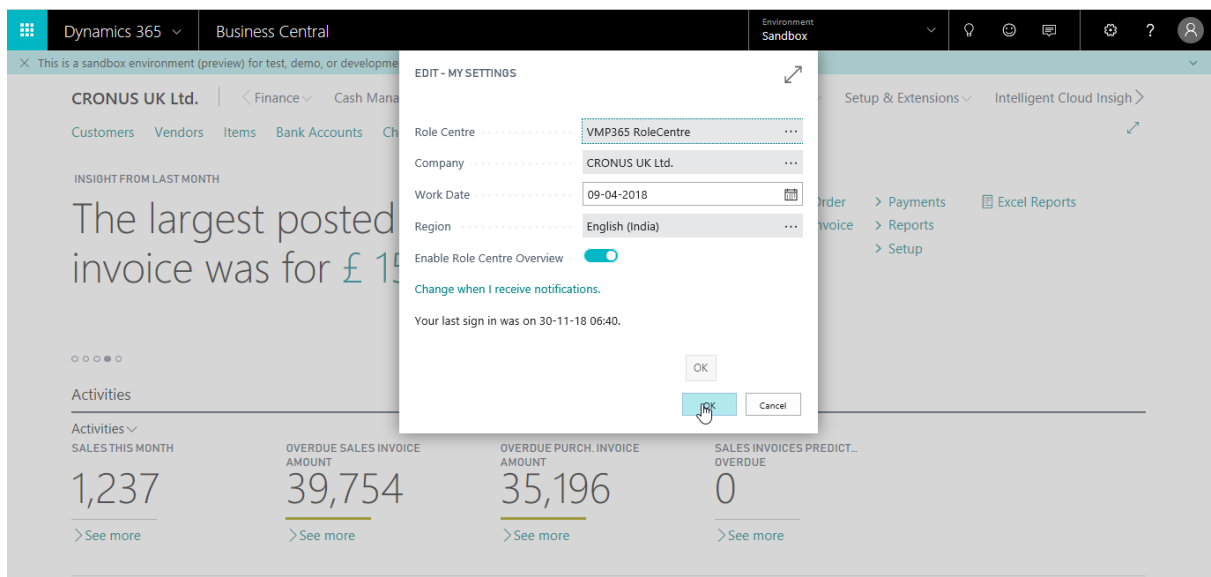 Dynamics 365 Business Central Environment Sandbox ?
This is a sandbox environment (preview) for test, demo, or developme
CRONUS UK Ltd. Finance Cash Mana Setup & Extensions Intelligent Cloud Insigh
Customers Vendors Items Bank Accounts Ch
INSIGHT FROM LAST MONTH
The largest posted
invoice was for £ 15
Order > Payments Excel Reports
nvoice > Reports
> Setup
EDIT - MY SETTINGS
Role Centre VMP365 RoleCentre ...
Company CRONUS UK Ltd. ...
Work Date 09-04-2018
Region English (India) ...
Enable Role Centre Overview
Change when I receive notifications.
Your last sign in was on 30-11-18 06:40.
OK
OK Cancel
Activities
Activities
SALES THIS MONTH
1,237
> See more
OVERDUE SALES INVOICE
AMOUNT
39,754
> See more
OVERDUE PURCH. INVOICE
AMOUNT
35,196
> See more
SALES INVOICES PREDICT...
OVERDUE
0
> See more